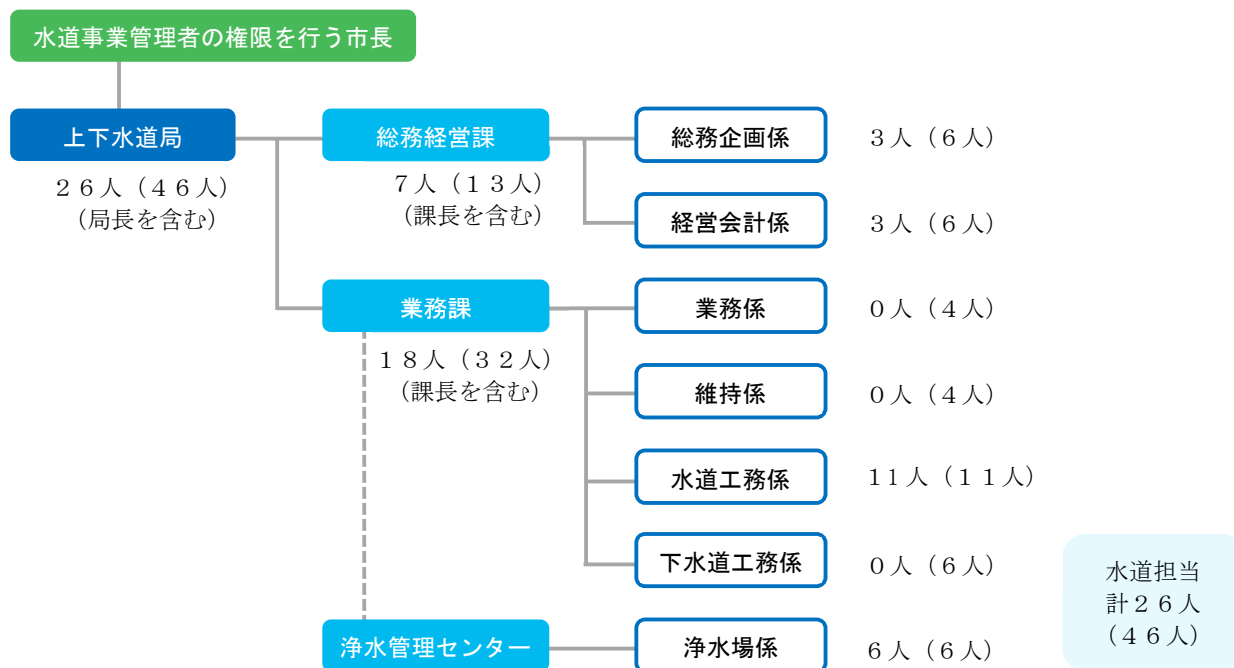 水道事業管理者の権限を行う市長
上下水道局
２６人（４６人）
（局長を含む）
総務経営課
７人（１３人）
（課長を含む）
総務企画係
３人（６人）
経営会計係
３人（６人）
業務課
１８人（３２人）
（課長を含む）
業務係
０人（４人）
維持係
０人（４人）
水道工務係
11人（１１人）
下水道工務係
０人（６人）
浄水管理センター
浄水場係
６人（６人）
水道担当
計２６人
（４６人）